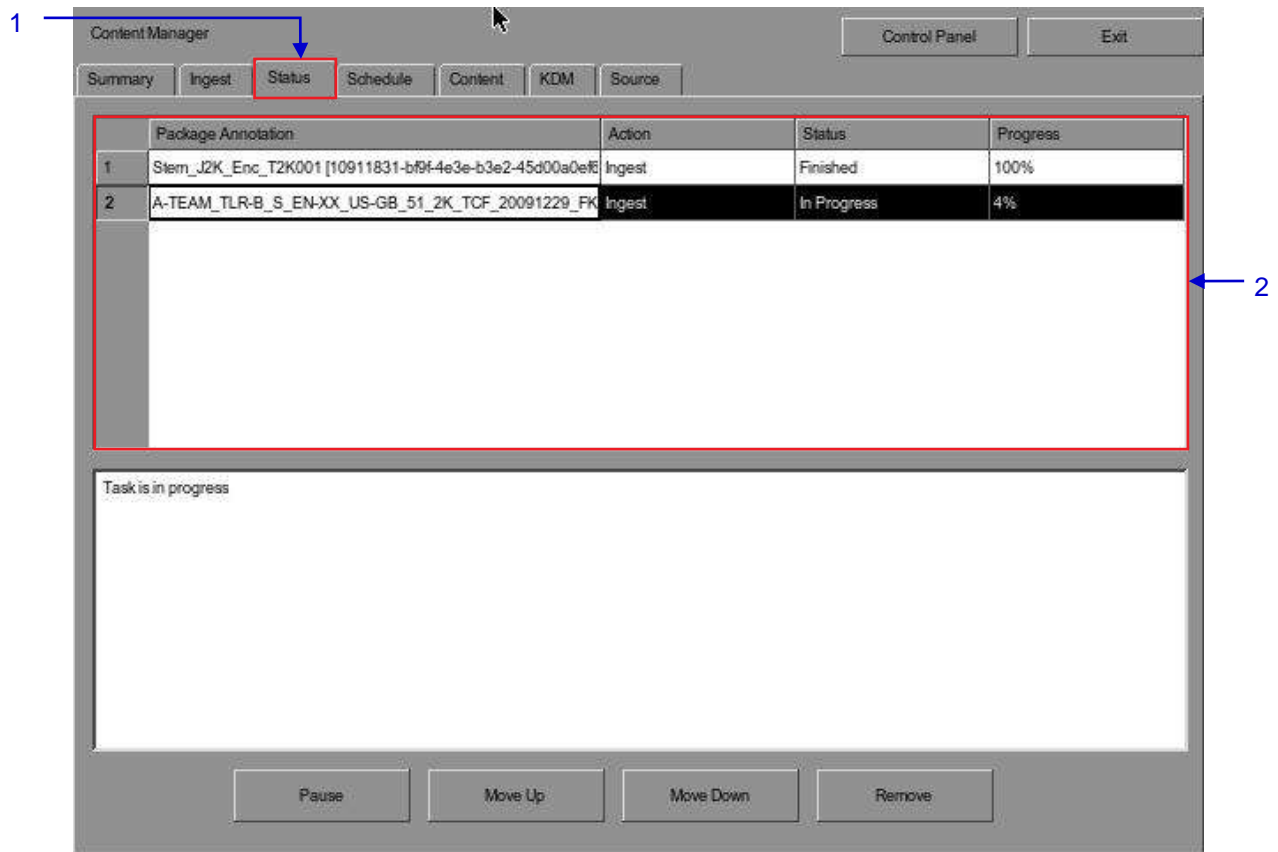 1
Content Manager
Control Panel
Exit
Summary
Ingest
Status
Schedule
Content
KDM
Source
Package Annotation Action Status Progress
1 Stem_J2K_Enc_T2K001 [10911831-bf9f-4e3e-b3e2-45d00a0eff6 Ingest Finished 100%
2 A-TEAM_TLR-B_S_EN-XX_US-GB_51_2K_TCF_20091229_FK Ingest In Progress 4%
2
Task is in progress
Pause
Move Up
Move Down
Remove